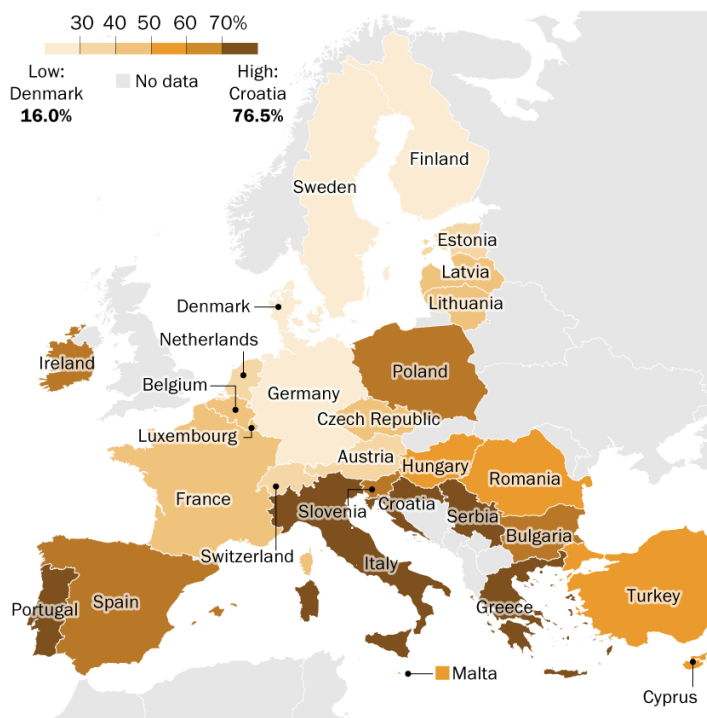 30 40 50 60 70%
Low:
Denmark
16.0%
No data
High:
Croatia
76.5%
Finland
Sweden
Estonia
Latvia
Lithuania
Denmark
Netherlands
Ireland
Poland
Belgium
Germany
Czech Republic
Luxembourg
Austria
Hungary
Romania
France
Slovenia
Croatia
Serbia
Bulgaria
Switzerland
Italy
Portugal
Spain
Greece
Turkey
Malta
Cyprus